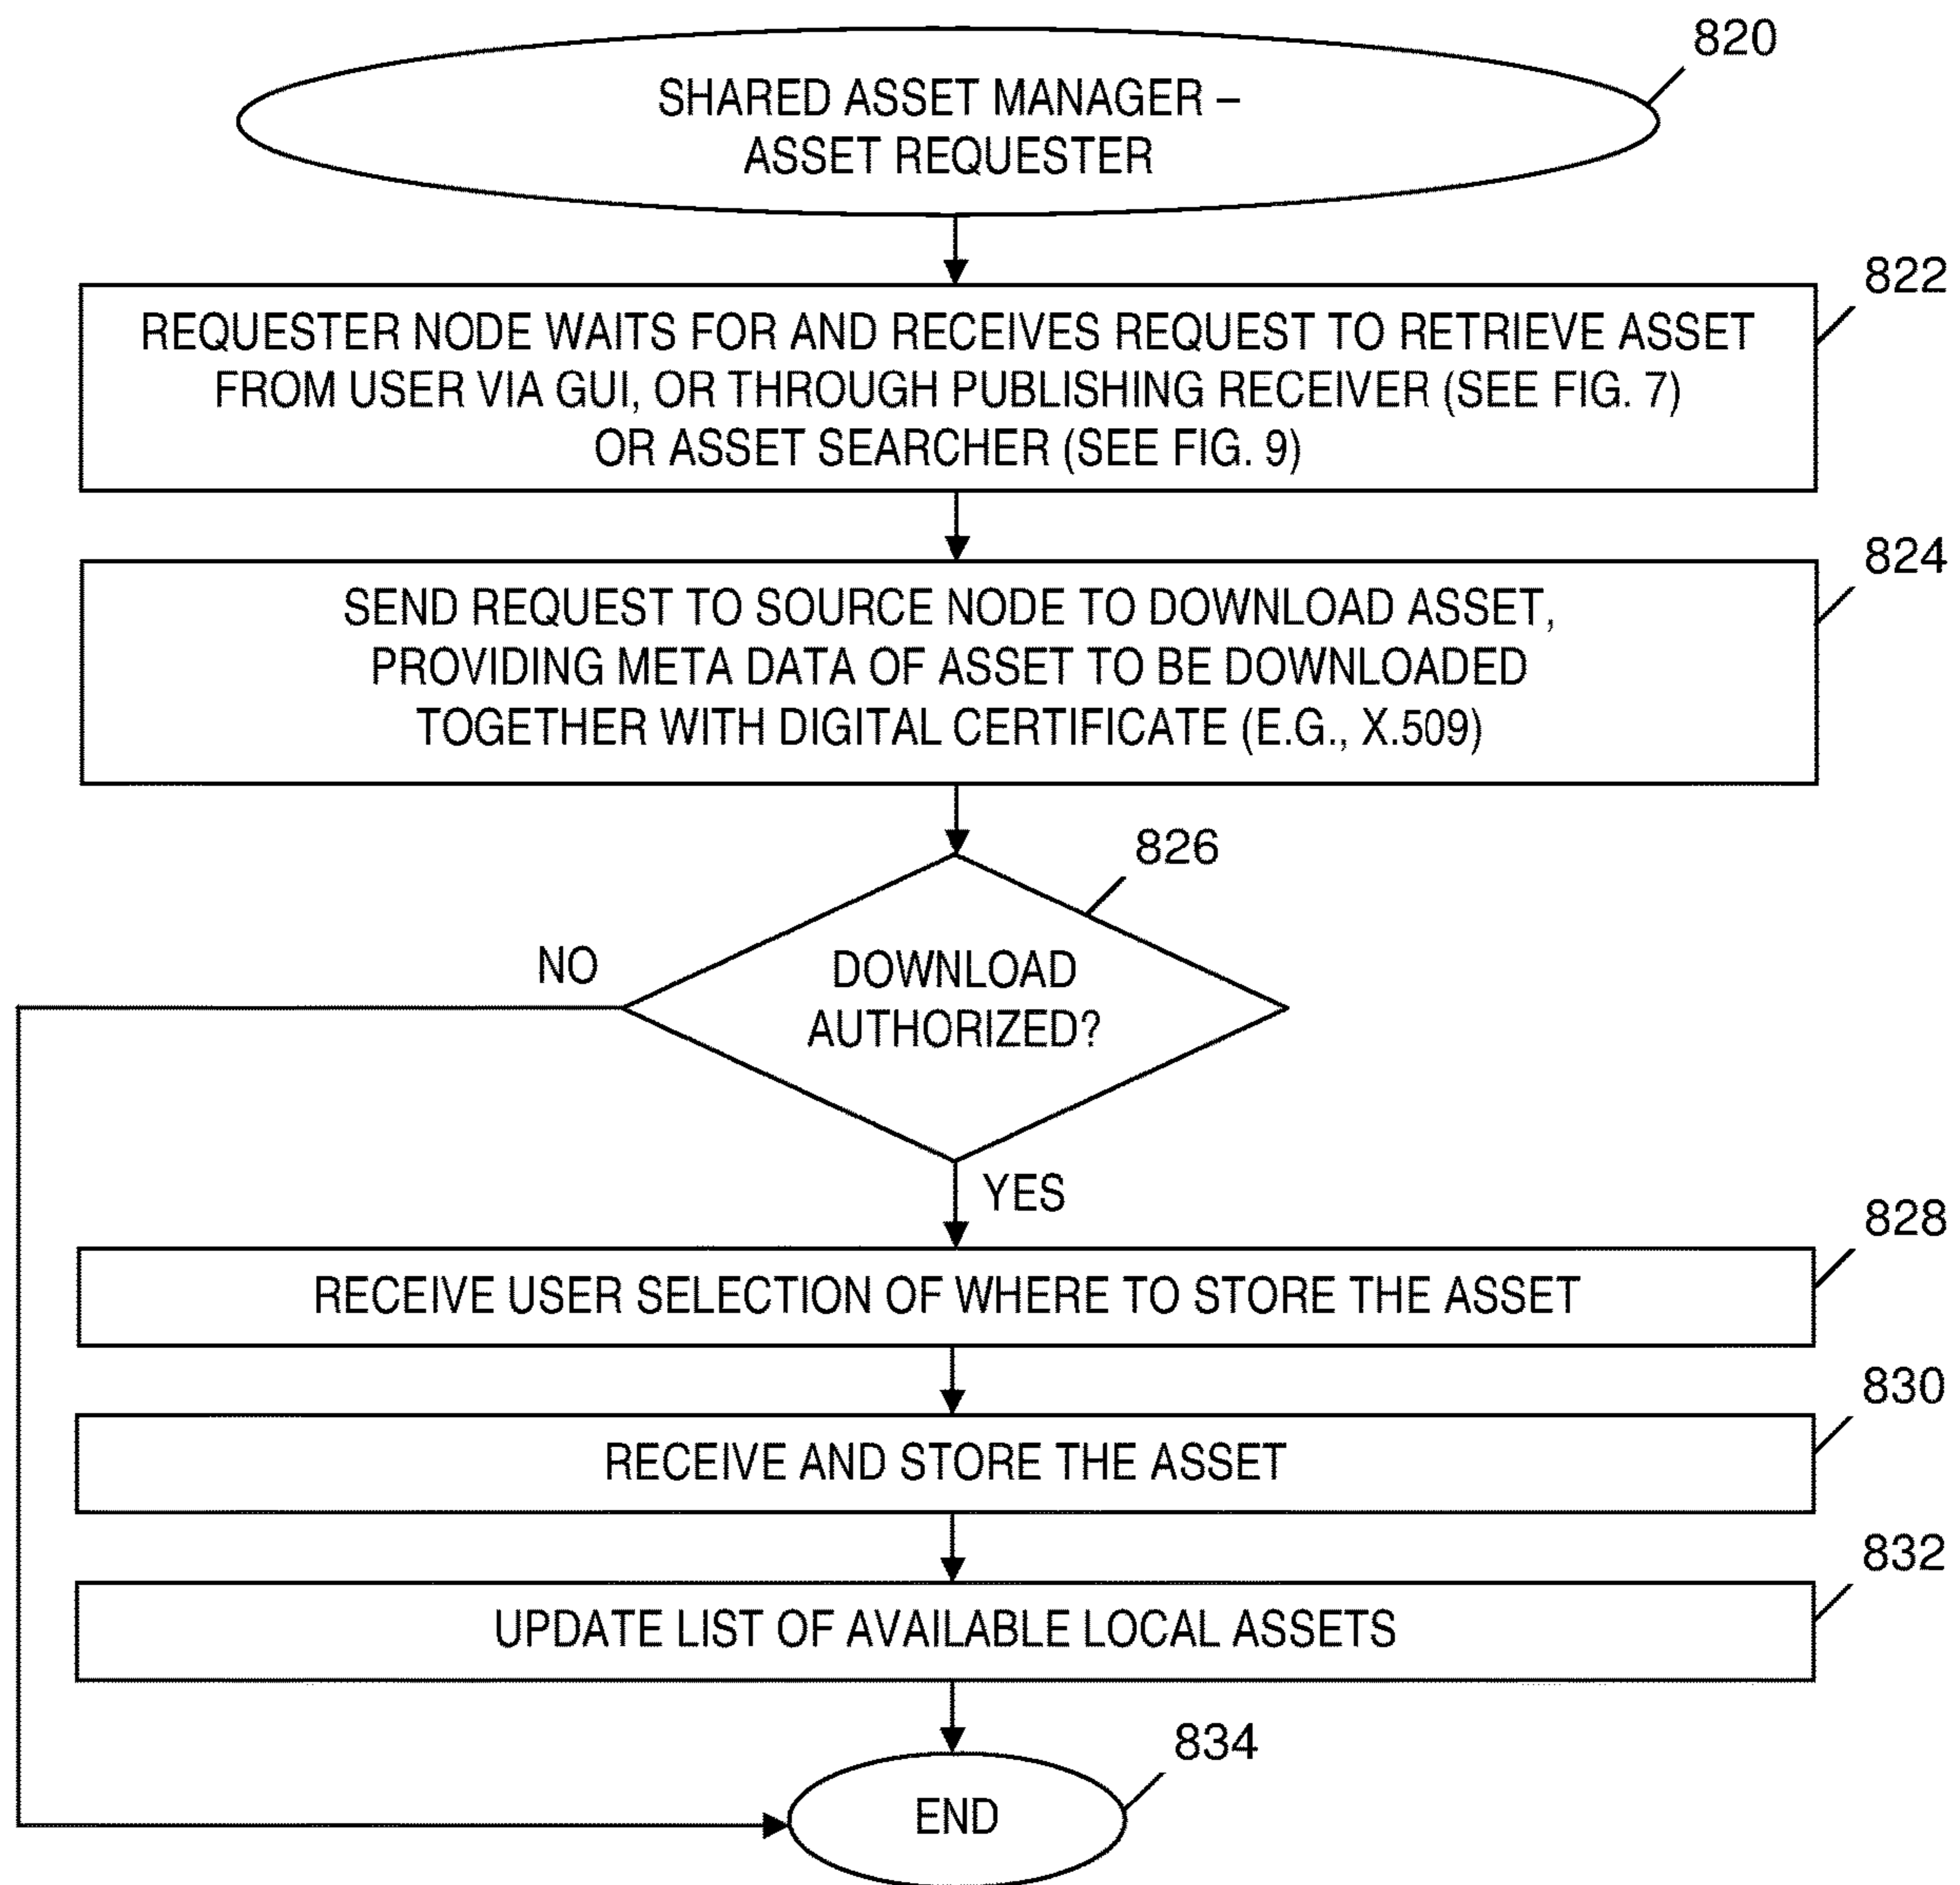 820
SHARED ASSET MANAGER –
ASSET REQUESTER
822
REQUESTER NODE WAITS FOR AND RECEIVES REQUEST TO RETRIEVE ASSET
FROM USER VIA GUI, OR THROUGH PUBLISHING RECEIVER (SEE FIG. 7)
OR ASSET SEARCHER (SEE FIG. 9)
824
SEND REQUEST TO SOURCE NODE TO DOWNLOAD ASSET,
PROVIDING META DATA OF ASSET TO BE DOWNLOADED
TOGETHER WITH DIGITAL CERTIFICATE (E.G., X.509)
826
NO
DOWNLOAD
AUTHORIZED?
YES
828
RECEIVE USER SELECTION OF WHERE TO STORE THE ASSET
830
RECEIVE AND STORE THE ASSET
832
UPDATE LIST OF AVAILABLE LOCAL ASSETS
834
END